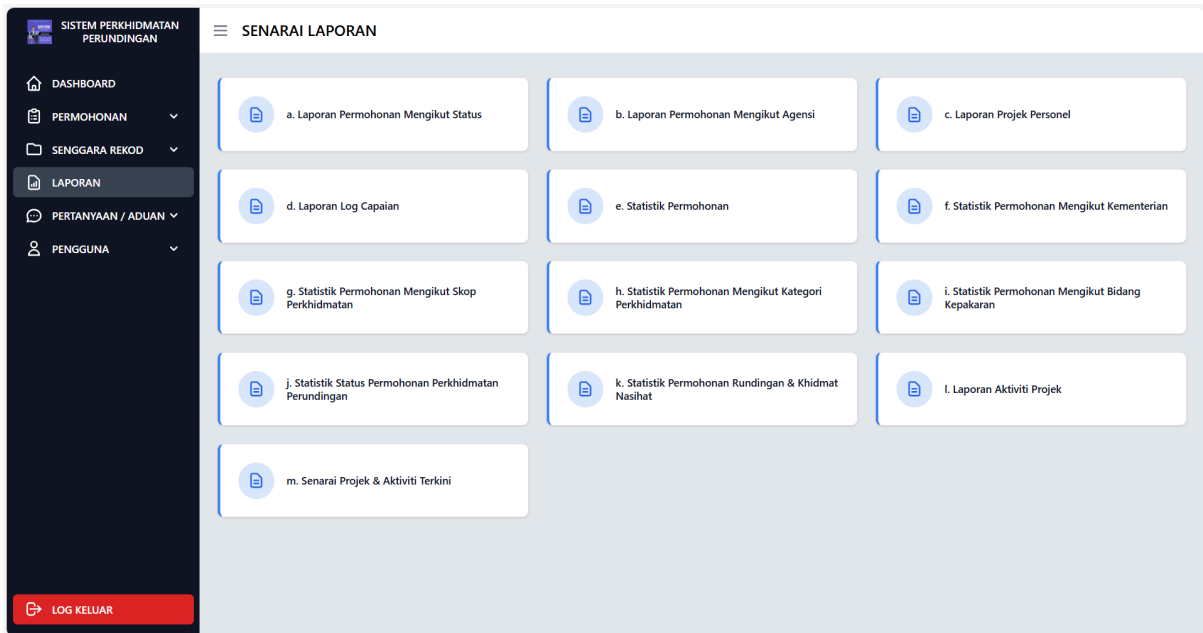 SISTEM PERKHIDMATAN
PERUNDINGAN
SENARAI LAPORAN
DASHBOARD
PERMOHONAN
SENGGARA REKOD
LAPORAN
PERTANYAAN / ADUAN
PENGGUNA
LOG KELUAR
a. Laporan Permohonan Mengikut Status
b. Laporan Permohonan Mengikut Agensi
c. Laporan Projek Personel
d. Laporan Log Capaian
e. Statistik Permohonan
f. Statistik Permohonan Mengikut Kementerian
g. Statistik Permohonan Mengikut Skop
Perkhidmatan
h. Statistik Permohonan Mengikut Kategori
Perkhidmatan
i. Statistik Permohonan Mengikut Bidang
Kepakaran
j. Statistik Status Permohonan Perkhidmatan
Perundingan
k. Statistik Permohonan Rundingan & Khidmat
Nasihat
l. Laporan Aktiviti Projek
m. Senarai Projek & Aktiviti Terkini